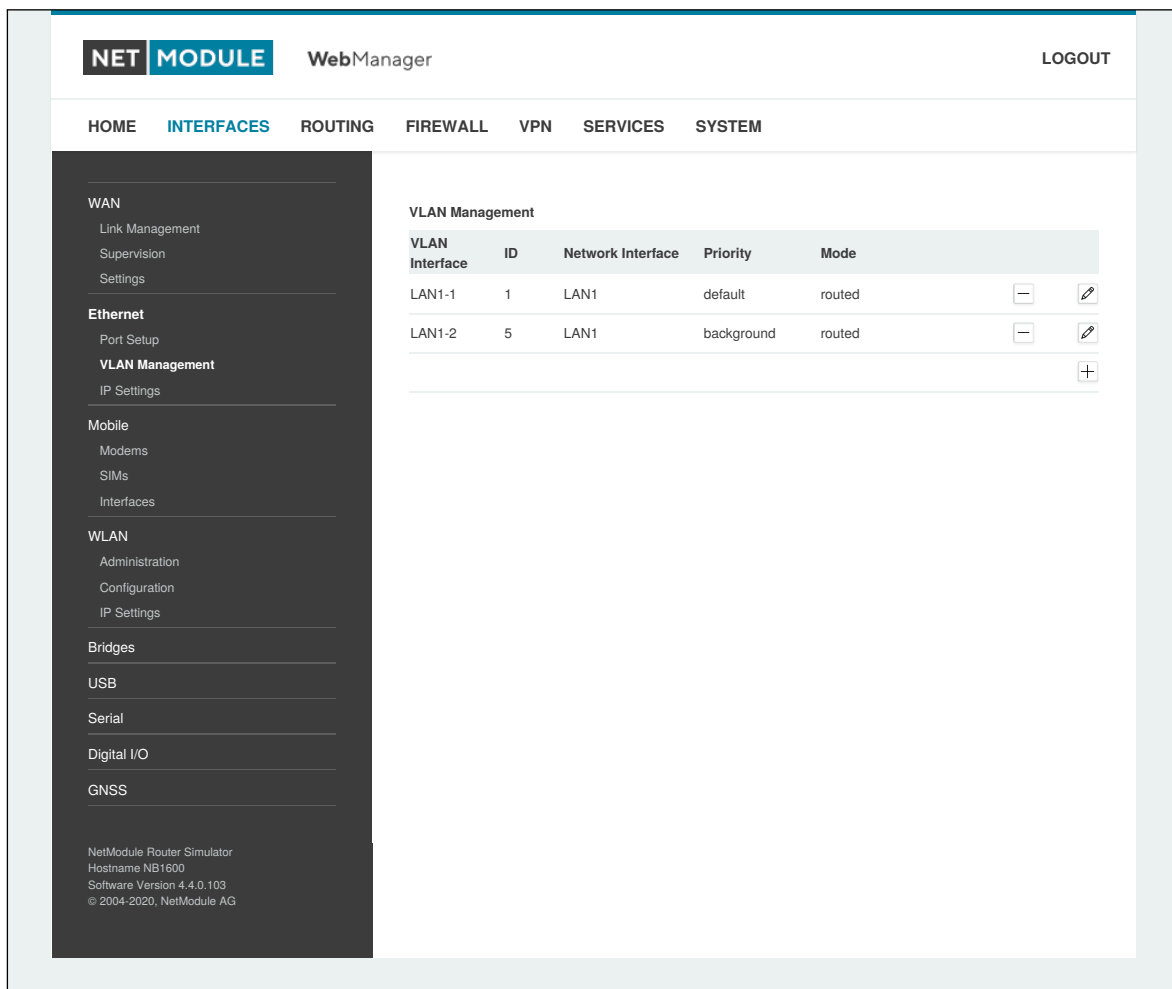 NET MODULE WebManager LOGOUT
HOME INTERFACES ROUTING FIREWALL VPN SERVICES SYSTEM
WAN
Link Management
Supervision
Settings
Ethernet
Port Setup
VLAN Management
IP Settings
Mobile
Modems
SIMs
Interfaces
WLAN
Administration
Configuration
IP Settings
Bridges
USB
Serial
Digital I/O
GNSS
NetModule Router Simulator
Hostname NB1600
Software Version 4.4.0.103
© 2004-2020, NetModule AG
VLAN Management
VLAN Interface ID Network Interface Priority Mode
LAN1-1 1 LAN1 default routed
LAN1-2 5 LAN1 background routed